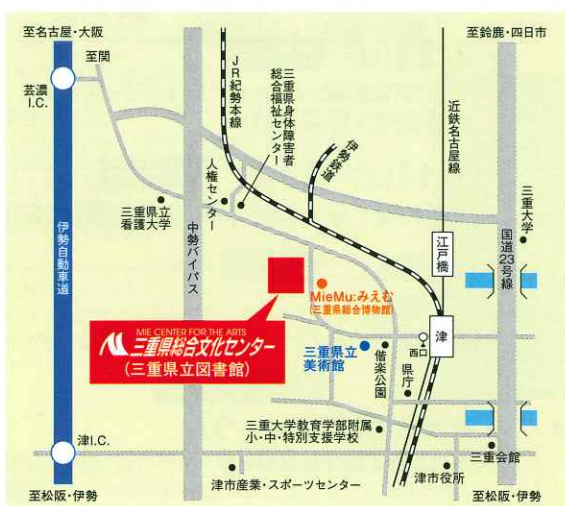 至名古屋・大阪
至鈴鹿・四日市
至関
芸濃
I.C.
JR紀勢本線
三重県身体障害者
総合福祉センター
伊勢鉄道
近鉄名古屋線
人権センター
三重県立
看護大学
三重大学
江戸橋
国道23号線
伊勢自動車道
中勢バイパス
MieMu:みえむ
(三重県総合博物館)
MIE CENTER FOR THE ARTS
三重県総合文化センター
(三重県立図書館)
三重県立
美術館
偕楽公園
西口
津
県庁
三重大学教育学部附属
小・中・特別支援学校
津I.C.
三重会館
津市役所
津市産業・スポーツセンター
至松阪・伊勢
至松阪・伊勢